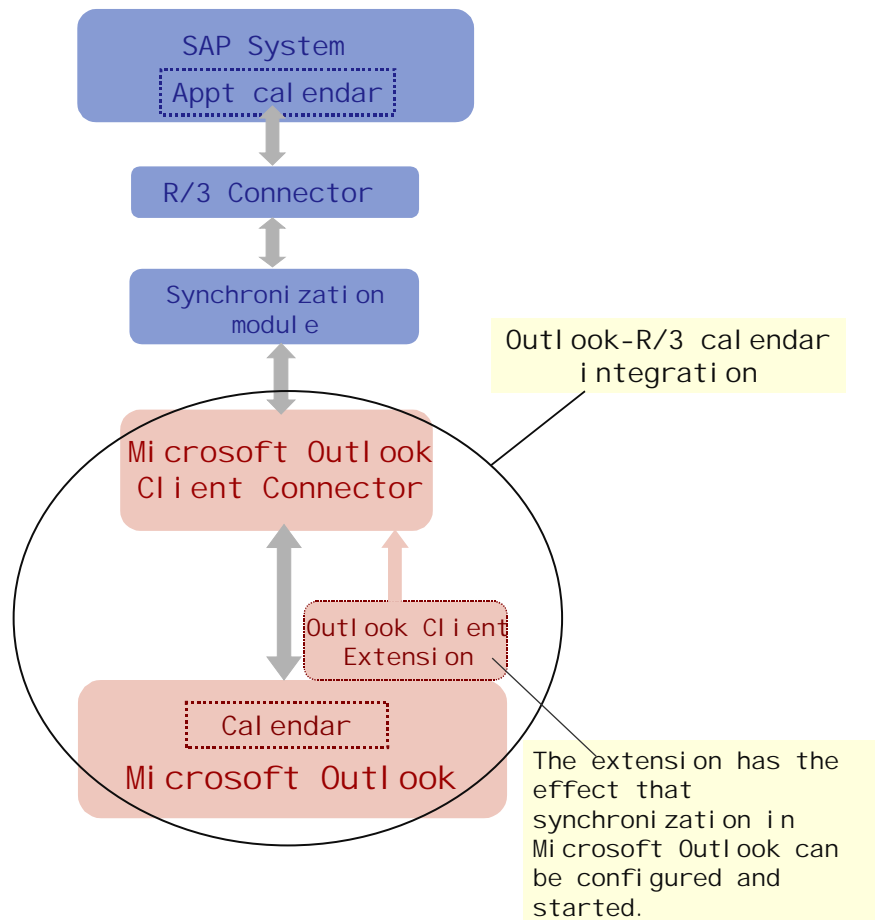 SAP System
Appt calendar
R/3 Connector
Synchronization
module
Outlook-R/3 calendar
integration
Microsoft Outlook
Client Connector
Outlook Client
Extension
Calendar
Microsoft Outlook
The extension has the
effect that
synchronization in
Microsoft Outlook can
be configured and
started.